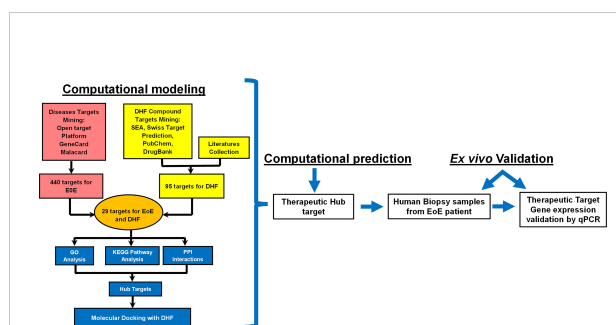 Computational modeling
Diseases Targets
Mining:
Open target
Platform
GeneCard
Malacard
DHF Compound
Targets Mining:
SEA, Swiss Target
Prediction,
PubChem,
DrugBank
Literatures
Collection
440 targets for
E0E
95 targets for DHF
29 targets for EoE
and DHF
GO
Analysis
KEGG Pathway
Analysis
PPI
Interactions
Hub Targets
Molecular Docking with DHF
Computational prediction
Therapeutic Hub
target
Human Biopsy samples
from EoE patient
Ex vivo Validation
Therapeutic Target
Gene expression
validation by qPCR